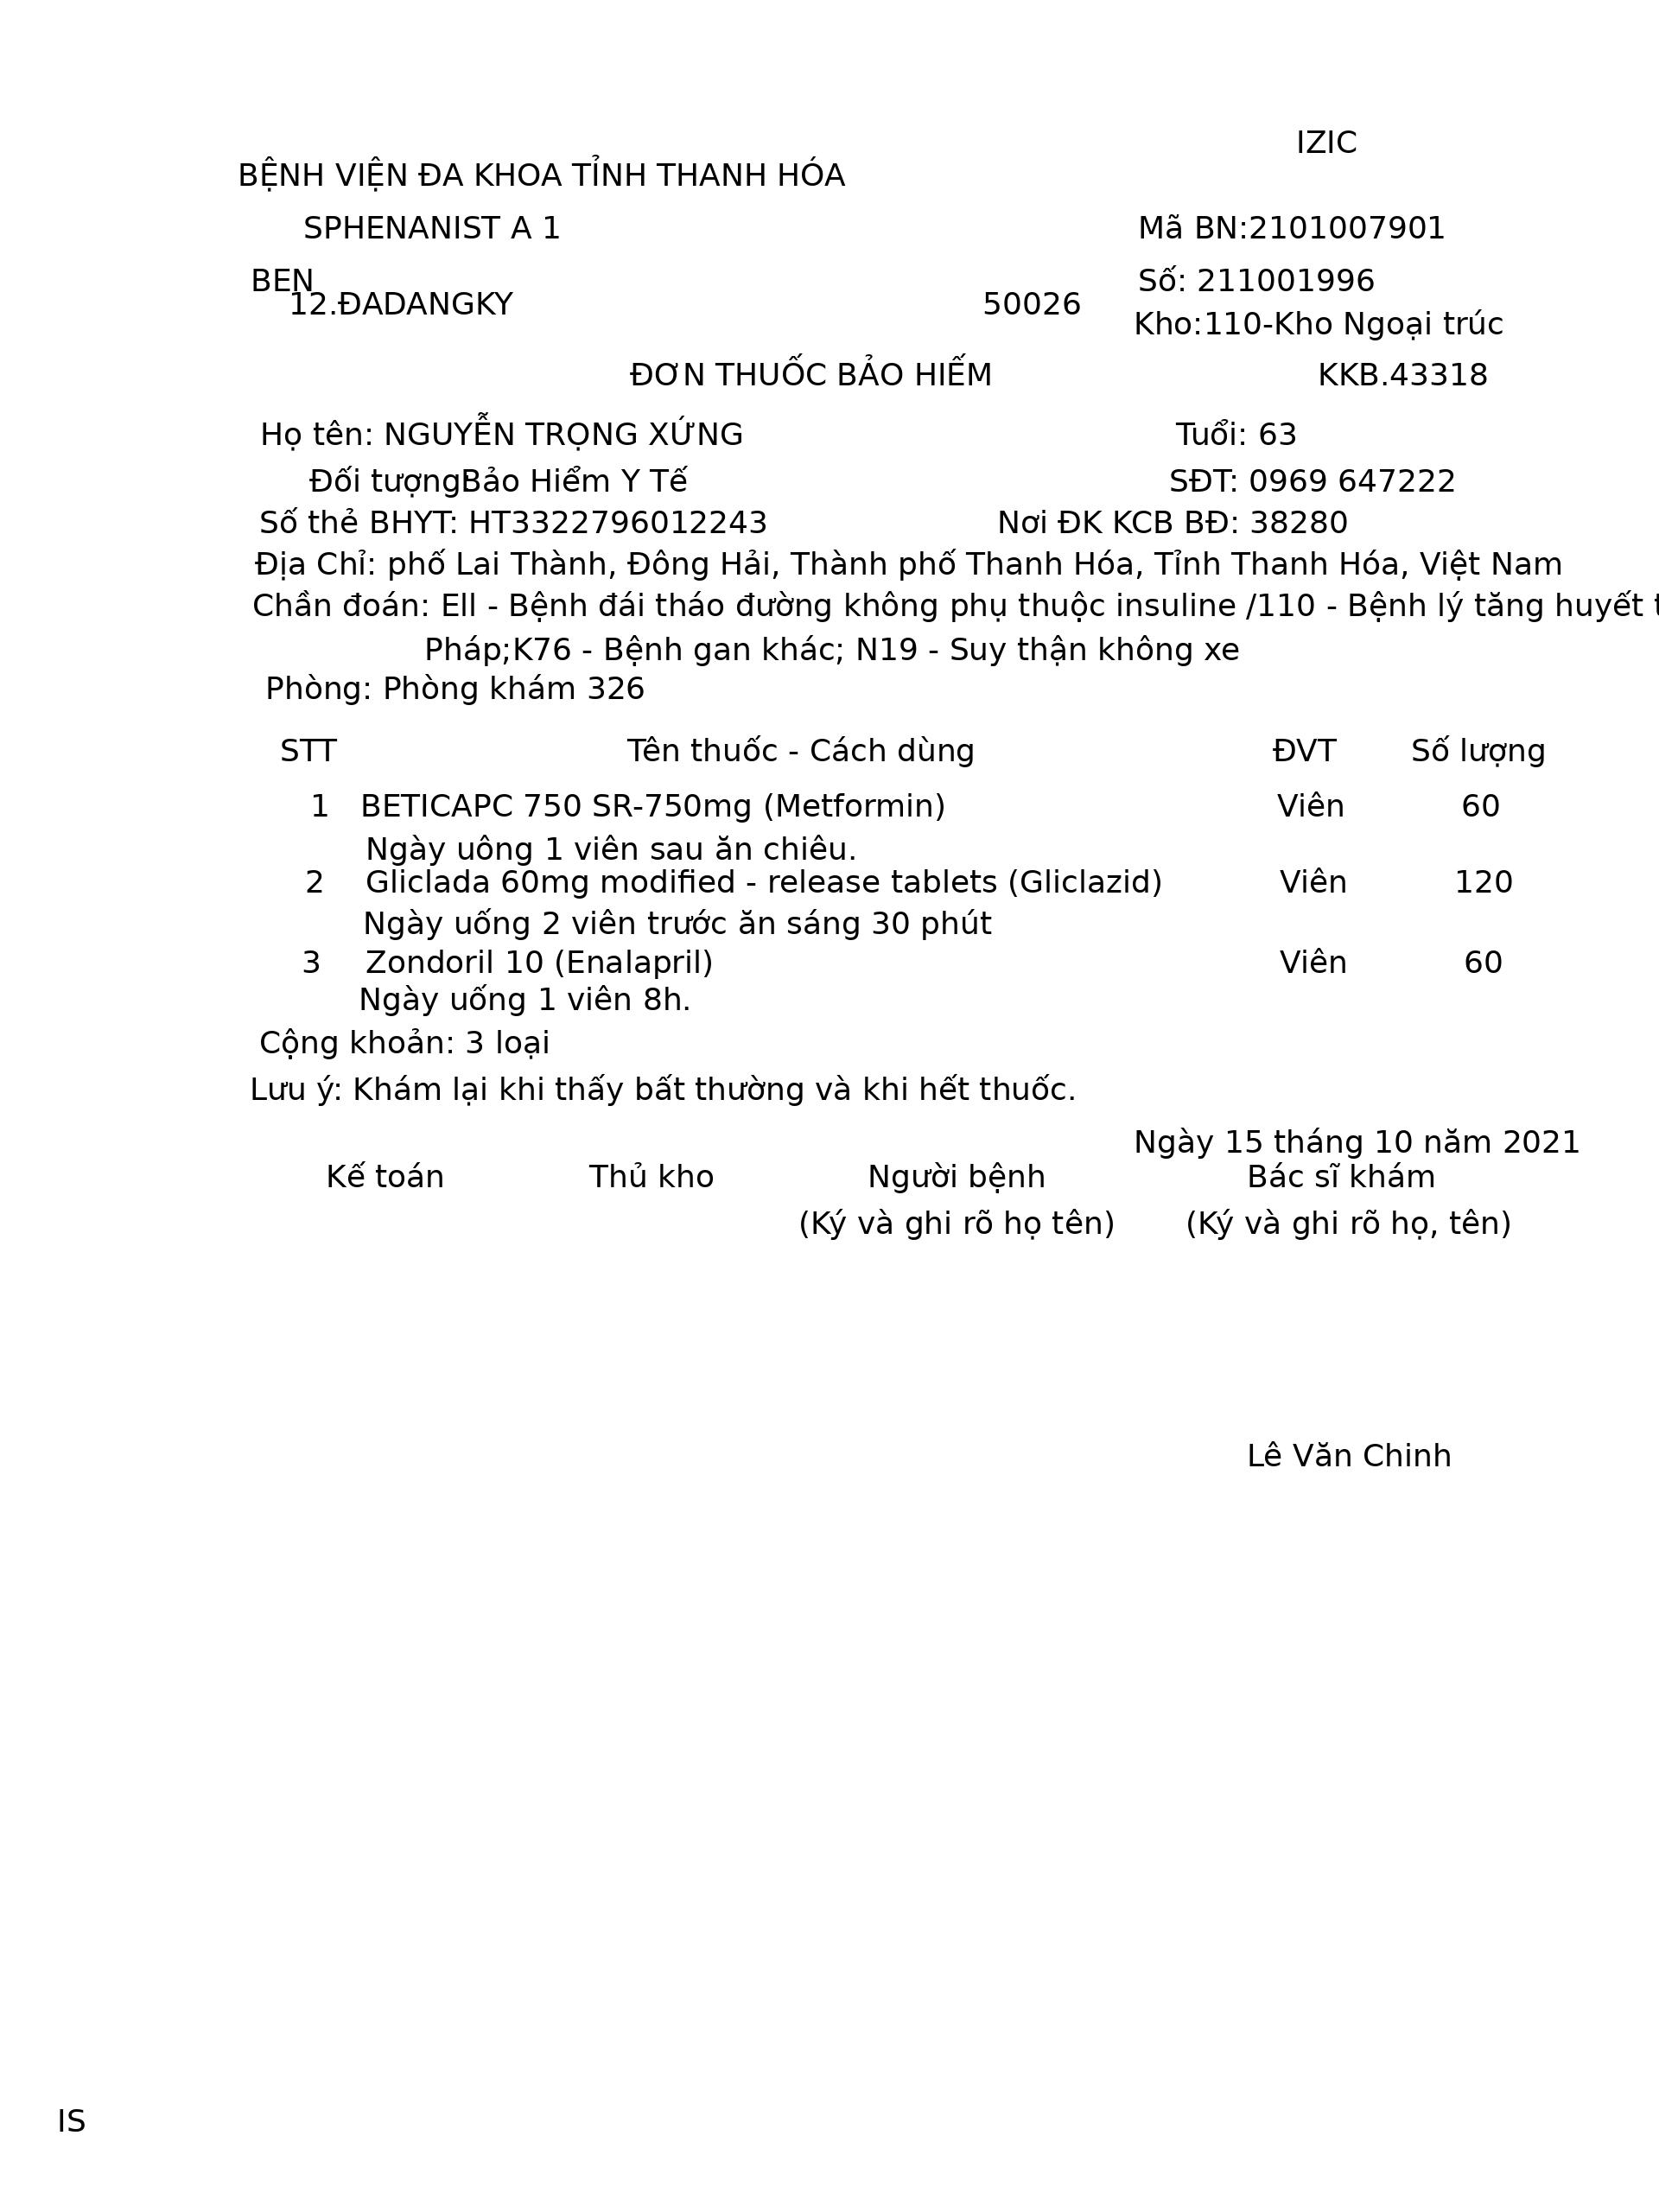 IZIC
BỆNH VIỆN ĐA KHOA TỈNH THANH HÓA
SPHENANIST A 1 Mã BN:2101007901
BEN Số: 211001996
12.ĐADANGKY 50026
Kho:110-Kho Ngoại trúc
ĐƠN THUỐC BẢO HIẾM KKB.43318
Họ tên: NGUYỄN TRỌNG XỨNG Tuổi: 63
Đối tượng: Bảo Hiểm Y Tế SĐT: 0969 647222
Số thẻ BHYT: HT3322796012243 Nơi ĐK KCB BĐ: 38280
Địa Chỉ: phố Lai Thành, Đông Hải, Thành phố Thanh Hóa, Tỉnh Thanh Hóa, Việt Nam
Chần đoán: Ell - Bệnh đái tháo đường không phụ thuộc insuline /110 - Bệnh lý tăng huyết
Pháp;K76 - Bệnh gan khác; N19 - Suy thận không xe
Phòng: Phòng khám 326
STT Tên thuốc - Cách dùng ĐVT Số lượng
1 BETICAPC 750 SR-750mg (Metformin) Viên 60
Ngày uông 1 viên sau ăn chiêu.
2 Gliclada 60mg modified - release tablets (Gliclazid) Viên 120
Ngày uống 2 viên trước ăn sáng 30 phút
3 Zondoril 10 (Enalapril) Viên 60
Ngày uống 1 viên 8h.
Cộng khoản: 3 loại
Lưu ý: Khám lại khi thấy bất thường và khi hết thuốc.
Ngày 15 tháng 10 năm 2021
Kế toán Thủ kho Người bệnh Bác sĩ khám
(Ký và ghi rõ họ tên) (Ký và ghi rõ họ, tên)
Lê Văn Chinh
IS